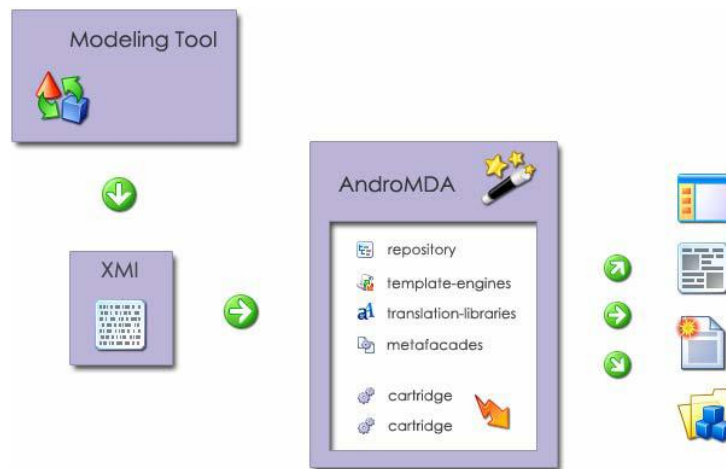 Modeling Tool
XMI
AndroMDA
repository
template-engines
translation-libraries
metafacades
cartridge
cartridge